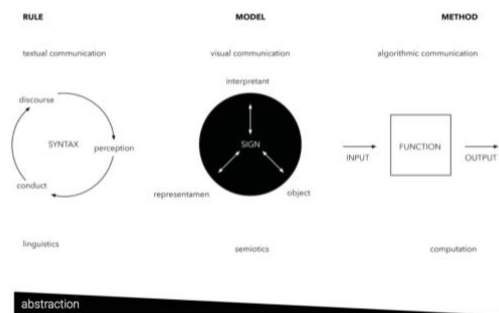 RULE
MODEL
METHOD
textual communication
visual communication
algorithmic communication
discourse
SYNTAX
perception
conduct
interpretant
SIGN
representamen
object
INPUT
FUNCTION
OUTPUT
linguistics
semiotics
computation
abstraction